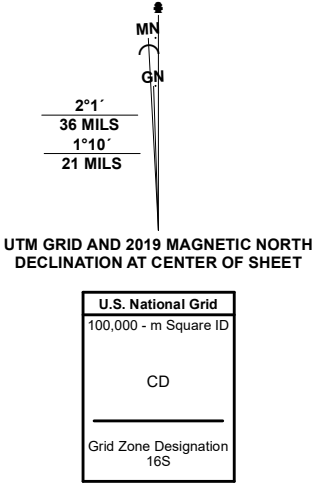 MN
GN
2°1´
36 MILS
1°10´
21 MILS
UTM GRID AND 2019 MAGNETIC NORTH
DECLINATION AT CENTER OF SHEET
U.S. National Grid
100,000 - m Square ID
CD
Grid Zone Designation
16S